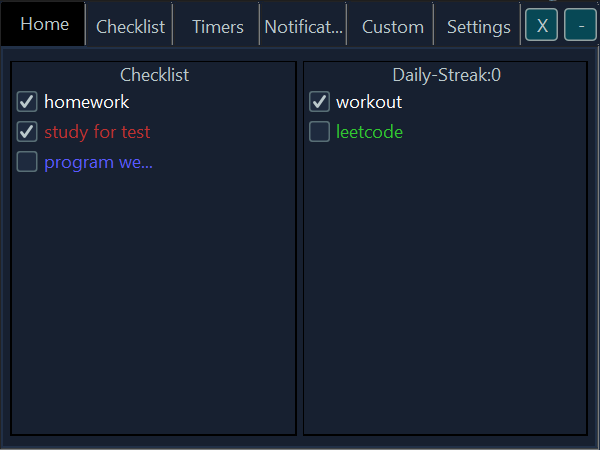 Home Checklist Timers Notificat... Custom Settings X -
Checklist
homework
study for test
program we...
Daily-Streak:0
workout
leetcode